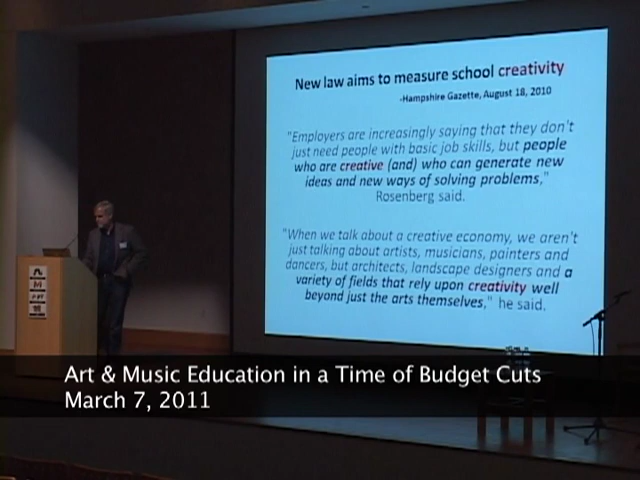 New law aims to measure school creativity
-Hampshire Gazette, August 18, 2010
"Employers are increasingly saying that they don't
just need people with basic job skills, but people
who are creative (and) who can generate new
ideas and new ways of solving problems,"
Rosenberg said.
"When we talk about a creative economy, we aren't
just talking about artists, musicians, painters and
dancers, but architects, landscape designers and a
variety of fields that rely upon creativity well
beyond just the arts themselves," he said.
Art & Music Education in a Time of Budget Cuts
March 7, 2011